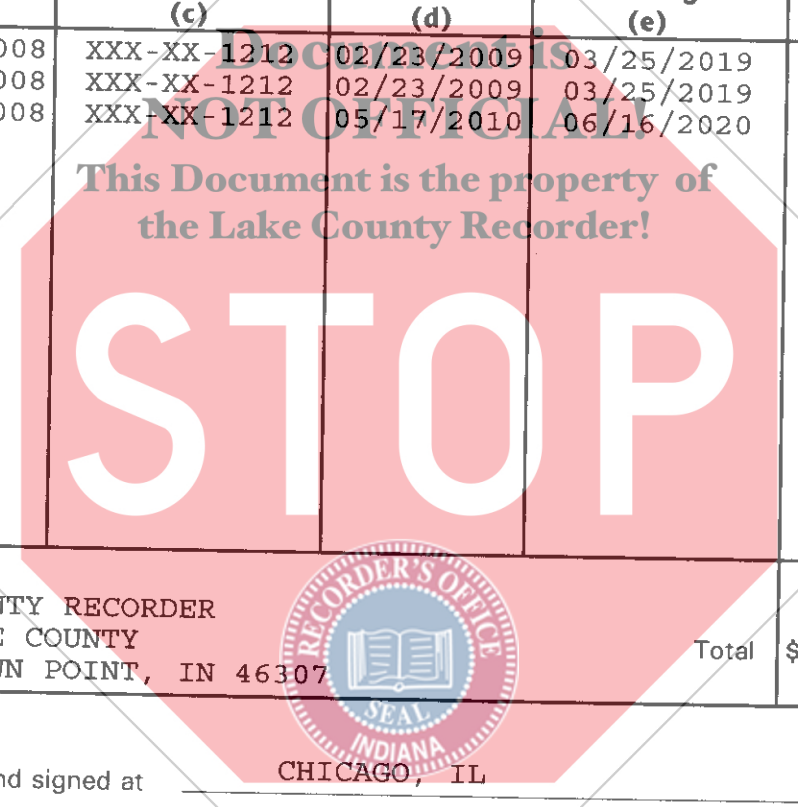 (c) (d) (e)
008 XXX-XX-1212 02/23/2009 03/25/2019
008 XXX-XX-1212 02/23/2009 03/25/2019
008 XXX-XX-1212 05/17/2010 06/16/2020
Document is
NOT OFFICIAL!
This Document is the property of
the Lake County Recorder!
STOP
RECORDER'S OFFICE
SEAL
INDIANA
NTY RECORDER
E COUNTY
WN POINT, IN 46307
Total $
nd signed at CHICAGO, IL